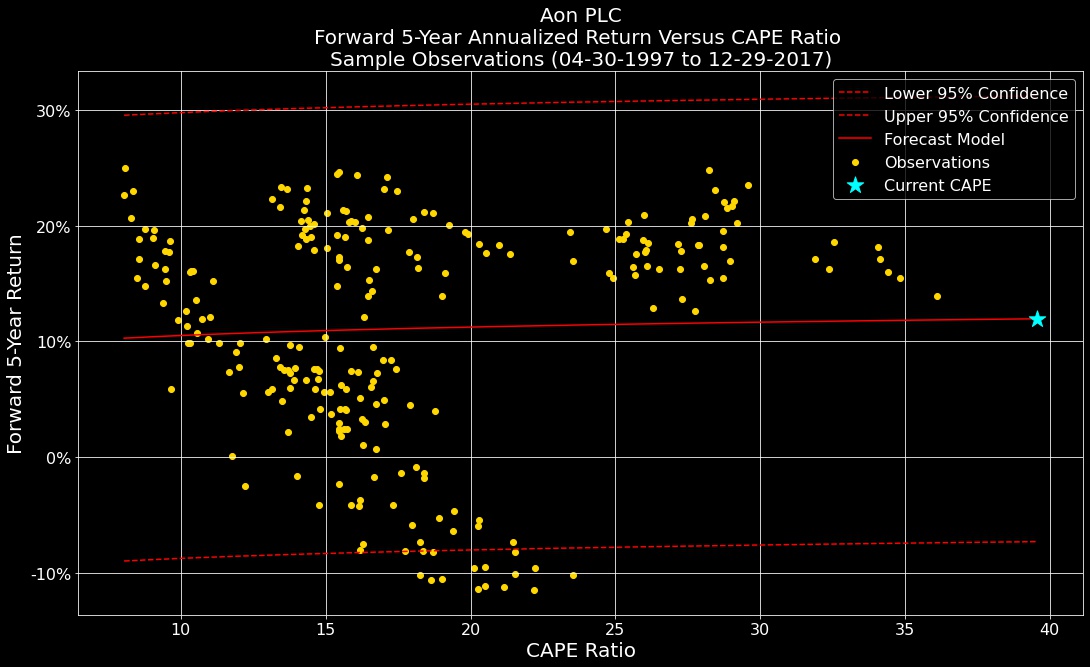 Aon PLC
Forward 5-Year Annualized Return Versus CAPE Ratio
Sample Observations (04-30-1997 to 12-29-2017)
Lower 95% Confidence
Upper 95% Confidence
Forecast Model
Observations
Current CAPE
Forward 5-Year Return
30%
20%
10%
0%
-10%
10 15 20 25 30 35 40
CAPE Ratio